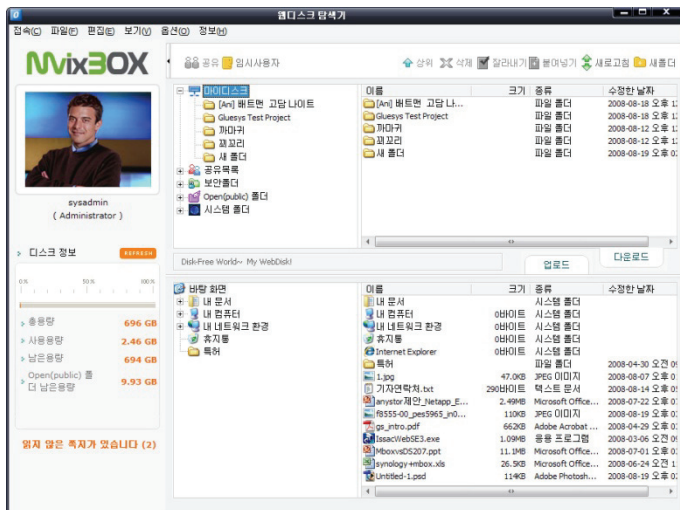 웹디스크 탐색기
접속(C) 파일(F) 편집(E) 보기(V) 옵션(O) 정보(H)
MixBOX
공유 임시사용자 상위 삭제 잘라내기 붙여넣기 새로고침 새폴더
sysadmin
( Administrator )
디스크 정보 REFRESH
0% 50% 100%
총용량 696 GB
사용용량 2.46 GB
남은용량 694 GB
Open(public) 폴더 남은용량 9.93 GB
읽지 않은 쪽지가 있습니다 (2)
마이디스크
[Ani] 배트맨 고담 나이트
Gluesys Test Project
까마귀
꾀꼬리
새 폴더
공유목록
보안폴더
Open(public) 폴더
시스템 폴더
이름 크기 종류 수정한 날짜
[Ani] 배트맨 고담 나... 파일 폴더 2008-08-18 오후 1
Gluesys Test Project 파일 폴더 2008-08-18 오후 1
까마귀 파일 폴더 2008-08-12 오후 1
꾀꼬리 파일 폴더 2008-08-12 오후 1
새 폴더 파일 폴더 2008-08-19 오후 0
Disk-Free World~ My WebDisk!
업로드 다운로드
바탕 화면
내 문서
내 컴퓨터
내 네트워크 환경
휴지통
특허
이름 크기 종류 수정한 날짜
내 문서 시스템 폴더
내 컴퓨터 0바이트 시스템 폴더
내 네트워크 환경 0바이트 시스템 폴더
휴지통 0바이트 시스템 폴더
Internet Explorer 0바이트 시스템 폴더
특허 파일 폴더 2008-04-30 오전 0
1.jpg 47.0KB JPEG 이미지 2008-08-07 오후 0
기자연락처.txt 290바이트 텍스트 문서 2008-08-14 오후 0
anystor제안_Netapp_E... 2.49MB Microsoft Office... 2008-07-22 오후 0
f8555-00_pes5965_in0... 110KB JPEG 이미지 2008-08-19 오후 0
gs_intro.pdf 662KB Adobe Acrobat ... 2008-04-29 오후 0
IssacWebSE3.exe 1.09MB 응용 프로그램 2008-03-06 오전 0
MboxvsDS207.ppt 11.1MB Microsoft Office... 2008-07-01 오후 0
synology+mbox.xls 26.5KB Microsoft Office... 2008-06-24 오전 1
Untitled-1.psd 114KB Adobe Photosh... 2008-08-19 오후 0